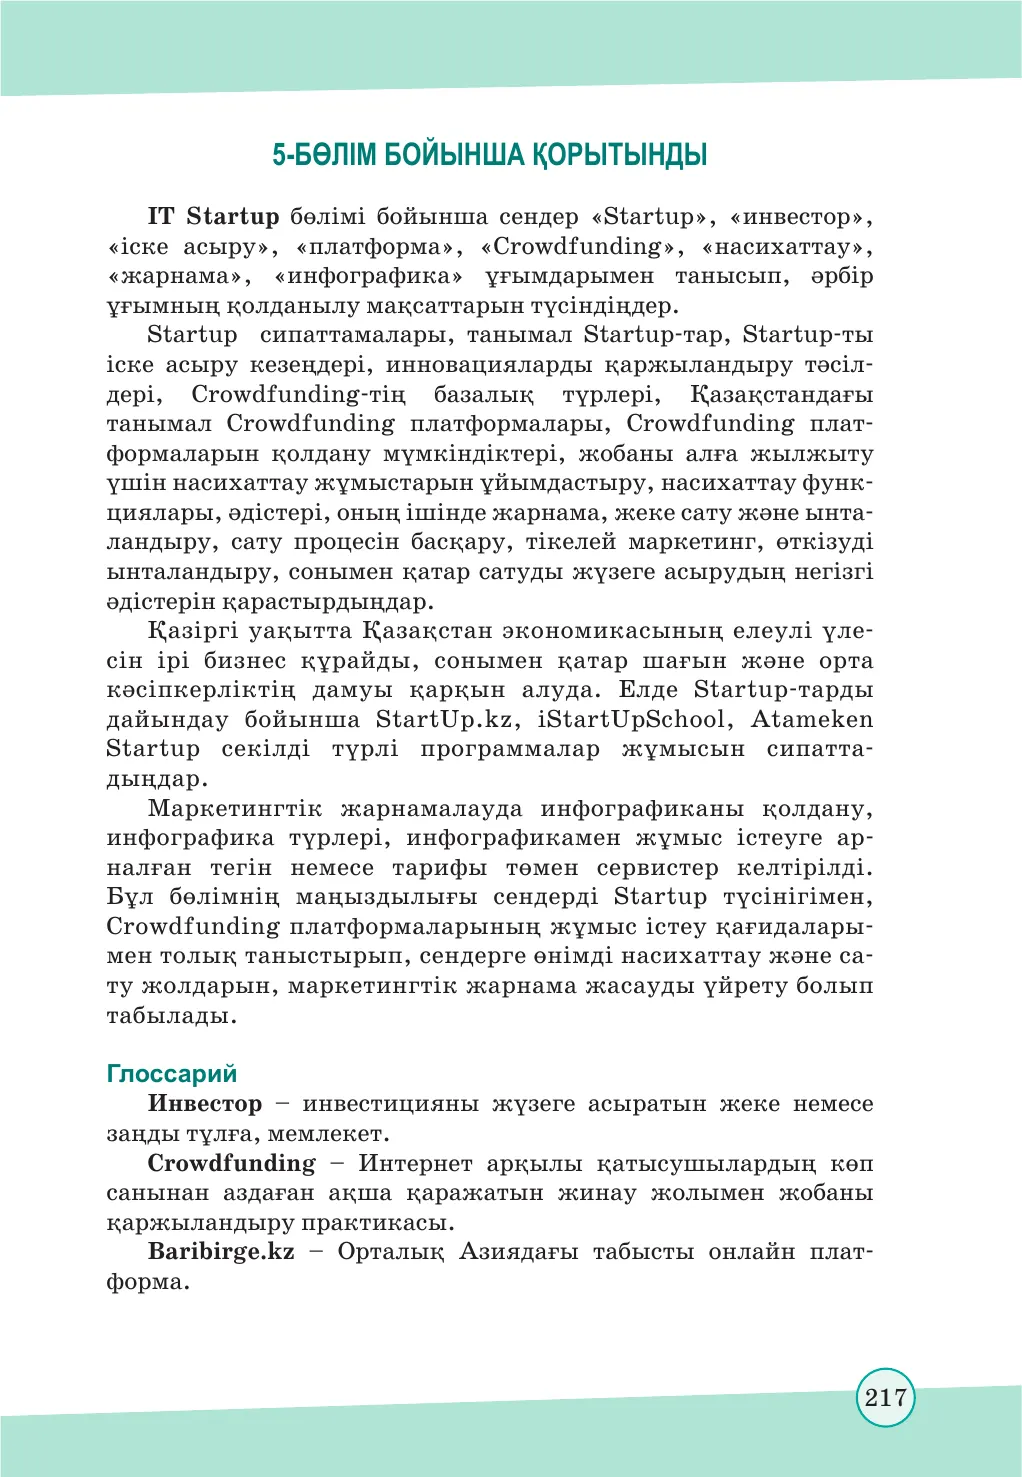 5-БӨЛІМ БОЙЫНША ҚОРЫТЫНДЫ
IT Startup бөлімі бойынша сендер «Startup», «инвестор»,
«іске асыру», «платформа», «Crowdfunding», «насихаттау»,
«жарнама», «инфографика» ұғымдарымен танысып, әрбір
ұғымның қолданылу мақсаттарын түсіндіңдер.
Startup сипаттамалары, танымал Startup-тар, Startup-ты
іске асыру кезеңдері, инновацияларды қаржыландыру тәсіл-
дері, Crowdfunding-тің базалық түрлері, Қазақстандағы
танымал Crowdfunding платформалары, Crowdfunding плат-
формаларын қолдану мүмкіндіктері, жобаны алға жылжыту
үшін насихаттау жұмыстарын ұйымдастыру, насихаттау функ-
циялары, әдістері, оның ішінде жарнама, жеке сату және ынта-
ландыру, сату процесін басқару, тікелей маркетинг, өткізуді
ынталандыру, сонымен қатар сатуды жүзеге асырудың негізгі
әдістерін қарастырдыңдар.
Қазіргі уақытта Қазақстан экономикасының елеулі үле-
сін ірі бизнес құрайды, сонымен қатар шағын және орта
кәсіпкерліктің дамуы қарқын алуда. Елде Startup-тарды
дайындау бойынша StartUp.kz, iStartUpSchool, Atameken
Startup секілді түрлі программалар жұмысын сипатта-
дыңдар.
Маркетингтік жарнамалауда инфографиканы қолдану,
инфографика түрлері, инфографикамен жұмыс істеуге ар-
налған тегін немесе тарифы төмен сервистер келтірілді.
Бұл бөлімнің маңыздылығы сендерді Startup түсінігімен,
Crowdfunding платформаларының жұмыс істеу қағидалары-
мен толық таныстырып, сендерге өнімді насихаттау және са-
ту жолдарын, маркетингтік жарнама жасауды үйрету болып
табылады.
Глоссарий
Инвестор – инвестицияны жүзеге асыратын жеке немесе
заңды тұлға, мемлекет.
Crowdfunding – Интернет арқылы қатысушылардың көп
санынан аздаған ақша қаражатын жинау жолымен жобаны
қаржыландыру практикасы.
Baribirge.kz – Орталық Азиядағы табысты онлайн плат-
форма.
217